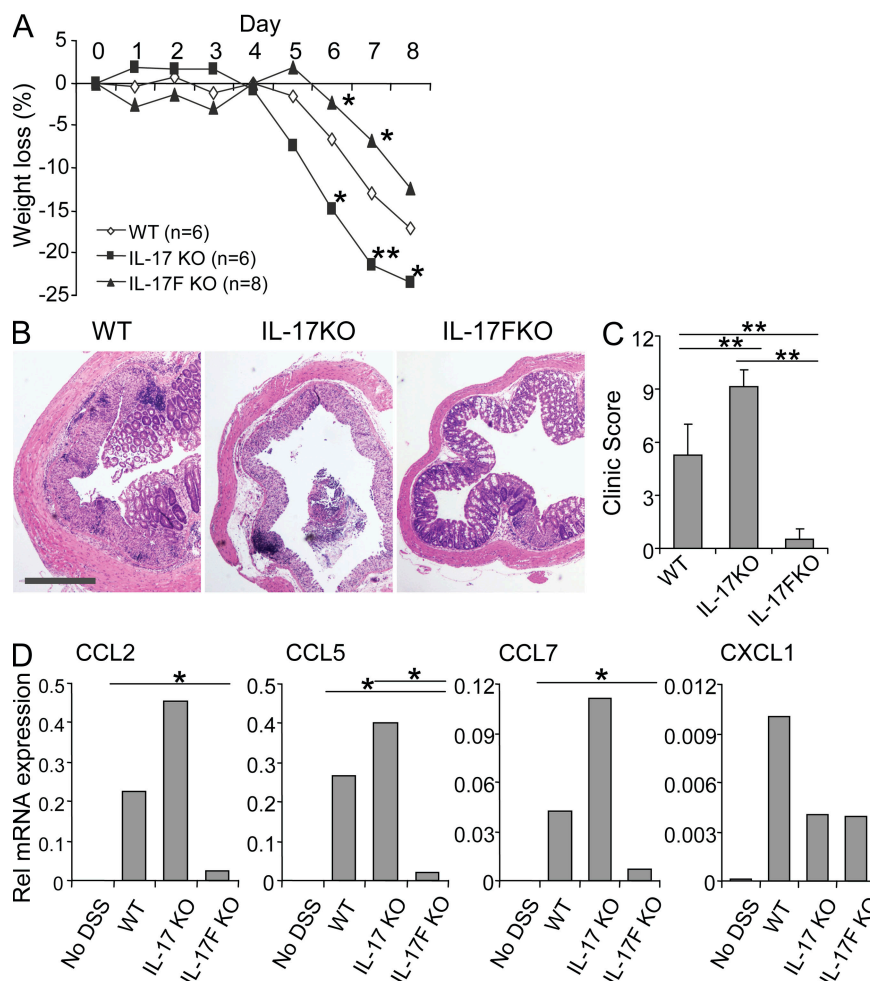 A
Day
5
0 1 2 3 4 5 6 7 8
0
-5
-10
-15
-20
-25
Weight loss (%)
*
*
*
**
*
WT (n=6)
IL-17 KO (n=6)
IL-17F KO (n=8)
B
WT
IL-17KO
IL-17FKO
C
12
9
6
3
0
Clinic Score
**
**
**
WT
IL-17KO
IL-17FKO
D
CCL2
CCL5
CCL7
CXCL1
Rel mRNA expression
0.5
0.4
0.3
0.2
0.1
0
*
No DSS
WT
IL-17 KO
IL-17F KO
0.5
0.4
0.3
0.2
0.1
0
*
*
No DSS
WT
IL-17 KO
IL-17F KO
0.12
0.09
0.06
0.03
0
*
No DSS
WT
IL-17 KO
IL-17F KO
0.012
0.009
0.006
0.003
0
No DSS
WT
IL-17 KO
IL-17F KO